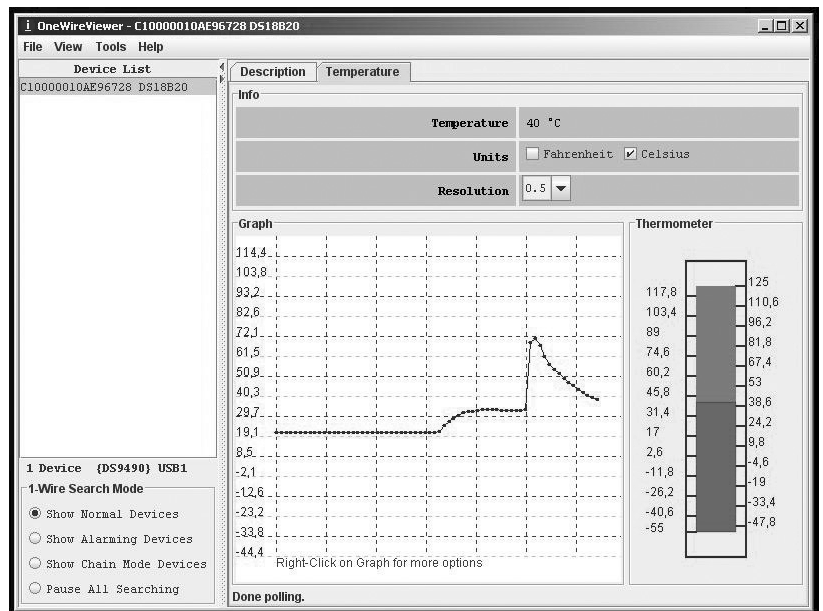 i OneWireViewer - C10000010AE96728 DS18B20
File View Tools Help
Device List
C10000010AE96728 DS18B20
1 Device {DS9490} USB1
1-Wire Search Mode
Show Normal Devices
Show Alarming Devices
Show Chain Mode Devices
Pause All Searching
Description Temperature
Info
Temperature 40 °C
Units Fahrenheit Celsius
Resolution 0.5
Graph
114,4
103,8
93,2
82,6
72,1
61,5
50,9
40,3
29,7
19,1
8,5
-2,1
-12,6
-23,2
-33,8
-44,4
Right-Click on Graph for more options
Thermometer
125
117,8
110,6
103,4
96,2
89
81,8
74,6
67,4
60,2
53
45,8
38,6
31,4
24,2
17
9,8
2,6
-4,6
-11,8
-19
-26,2
-33,4
-40,6
-47,8
-55
Done polling.